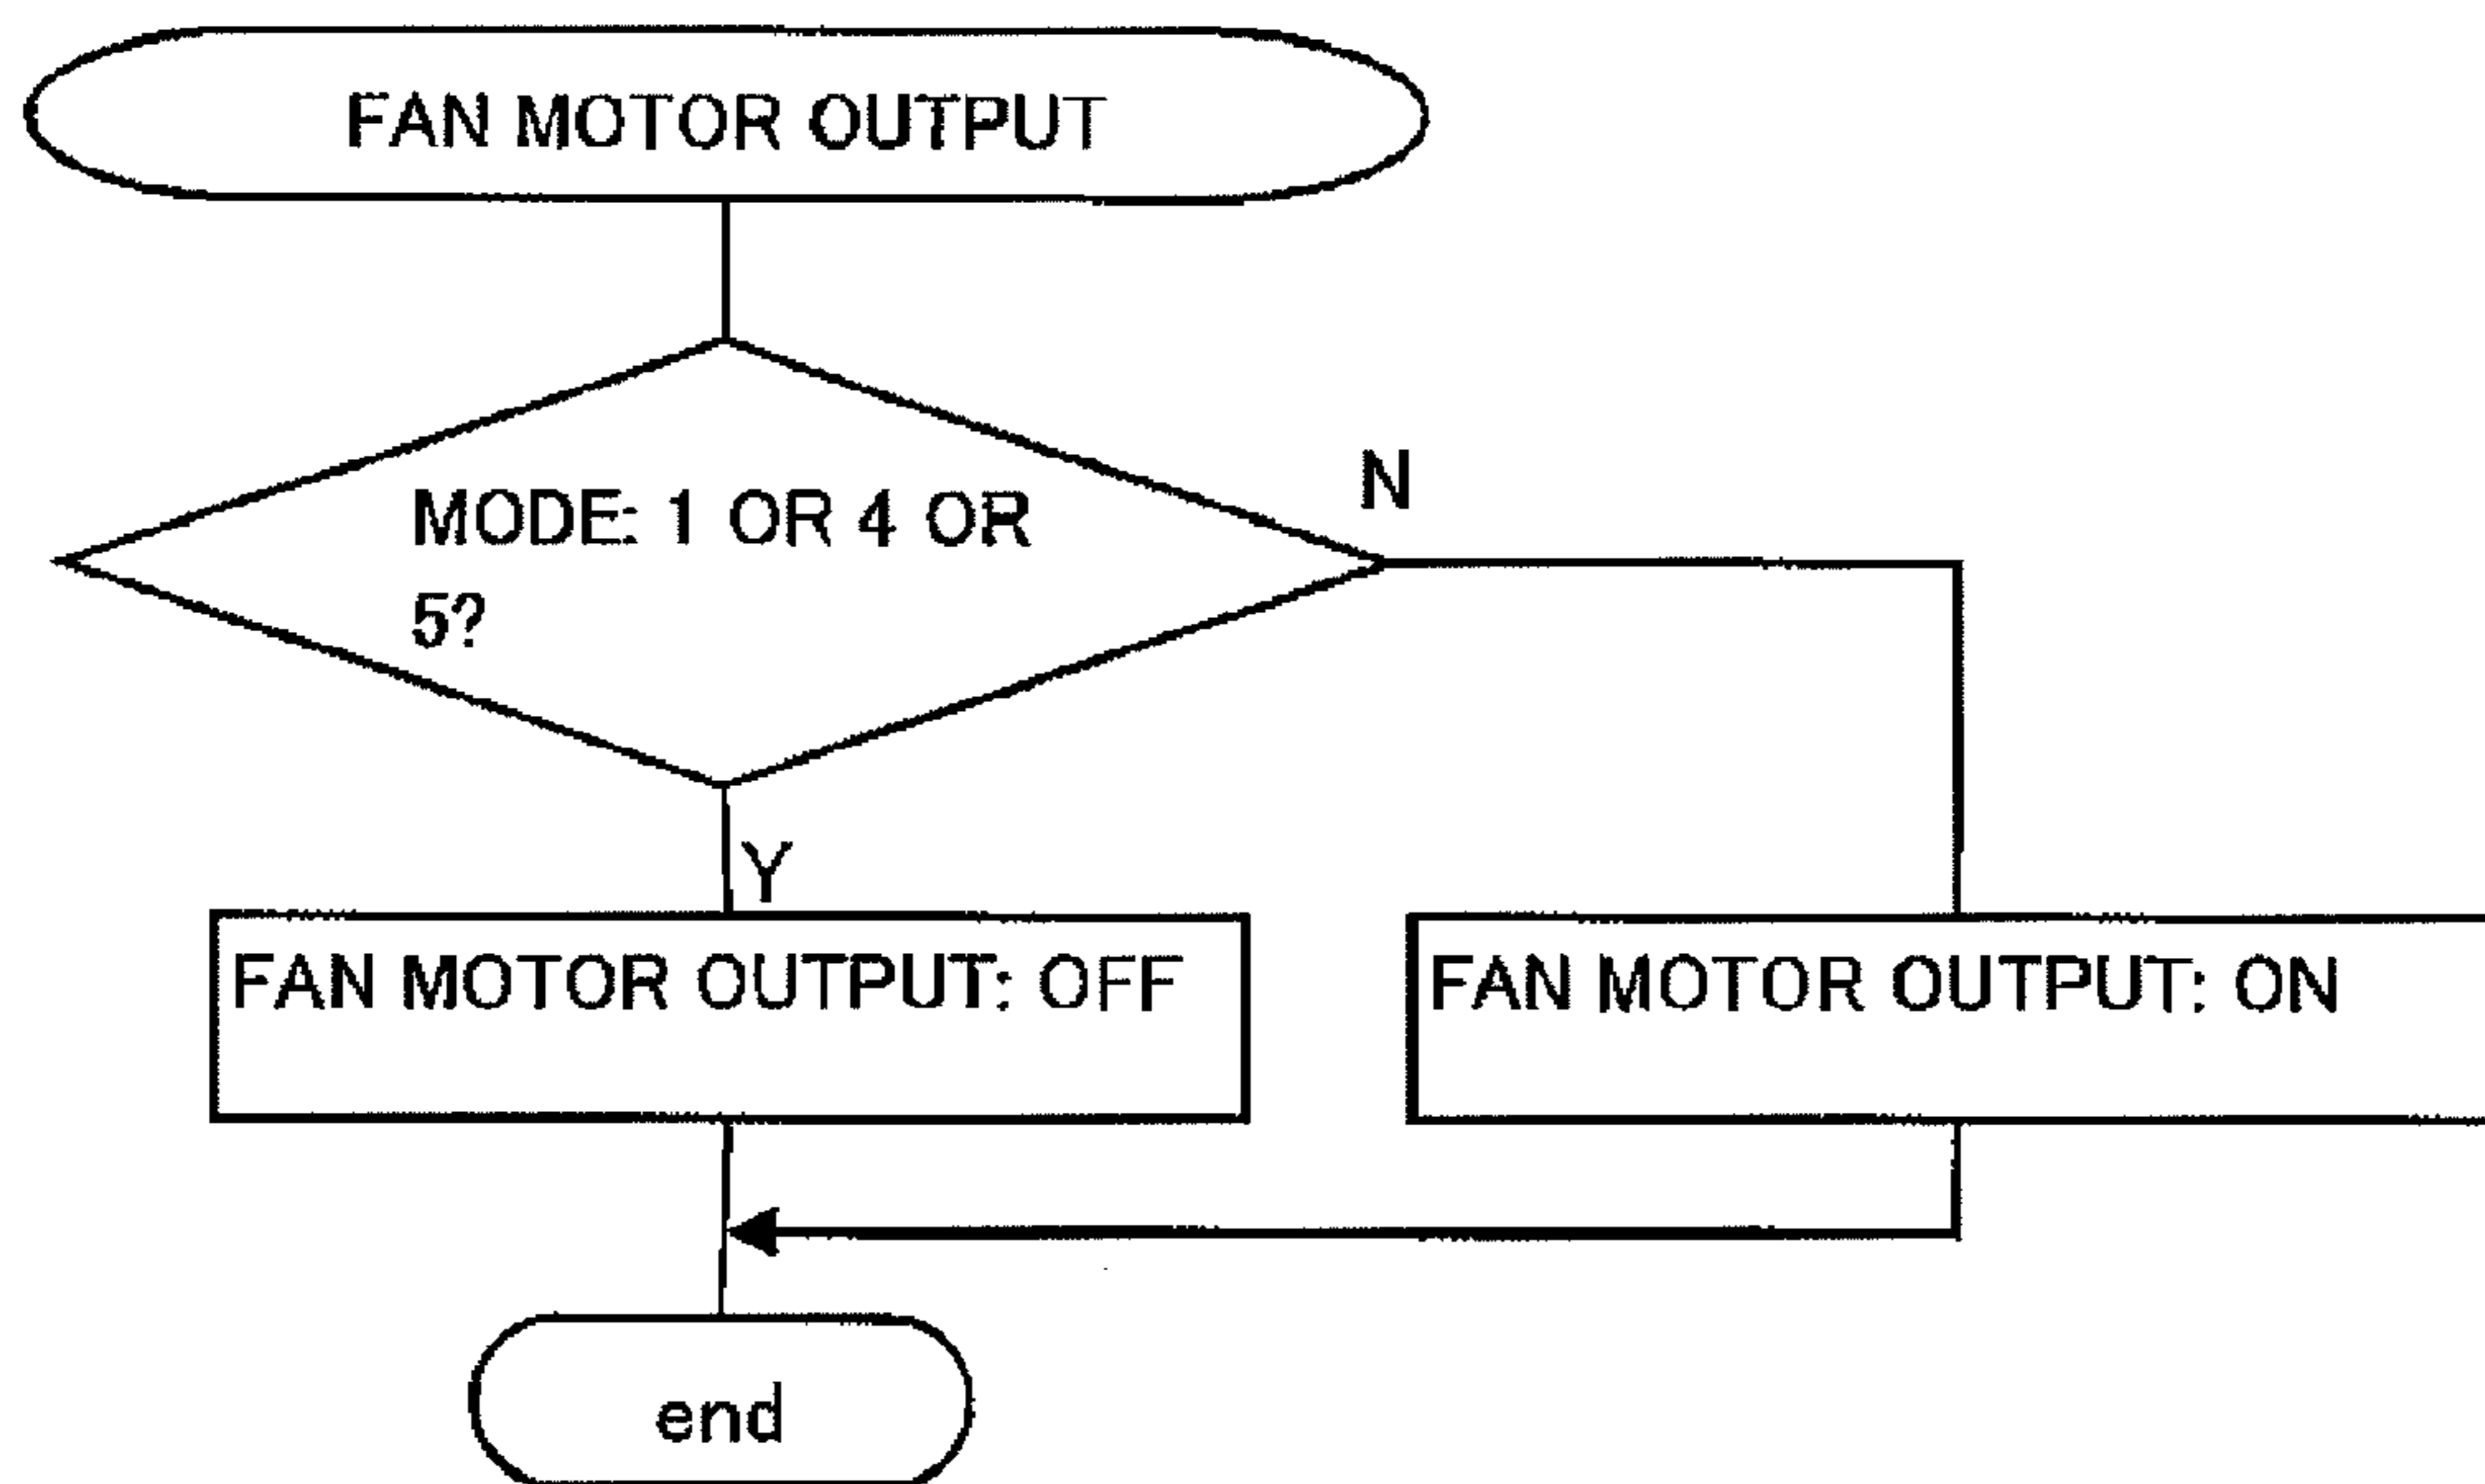 FAN MOTOR OUTPUT
MODE: 1 OR 4 OR
5?
N
Y
FAN MOTOR OUTPUT: OFF
FAN MOTOR OUTPUT: ON
end